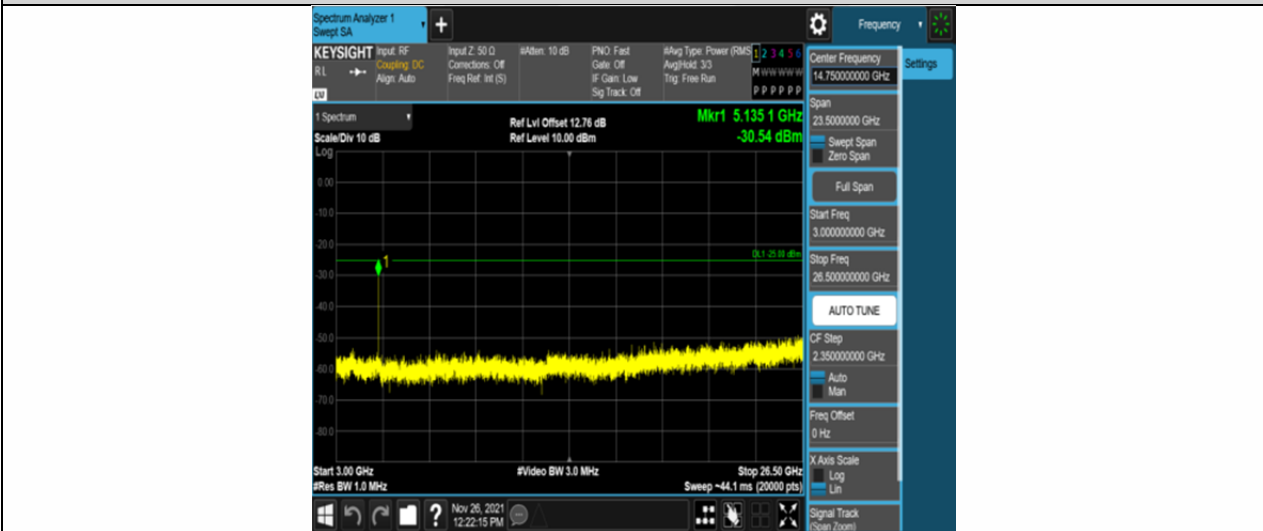 Spectrum Analyzer 1
Swept SA
+
Frequency
KEYSIGHT
Input: RF
Coupling: DC
Align: Auto
Input Z: 50 Ω
Corrections: Off
Freq Ref: Int (S)
#Atten: 10 dB
PNO: Fast
Gate: Off
IF Gain: Low
Sig Track: Off
#Avg Type: Power (RMS
Avg|Hold: 3/3
Trig: Free Run
1 2 3 4 5 6
M W W W W W
P P P P P P
R L
LXI
1 Spectrum
Scale/Div 10 dB
Ref Lvl Offset 12.76 dB
Ref Level 10.00 dBm
Mkr1 5.135 1 GHz
-30.54 dBm
Log
0.00
-10.0
-20.0
DL1 -25.00 dBm
1
-30.0
-40.0
-50.0
-60.0
-70.0
-80.0
Start 3.00 GHz
#Video BW 3.0 MHz
Stop 26.50 GHz
#Res BW 1.0 MHz
Sweep ~44.1 ms (20000 pts)
?
Nov 26, 2021
12:22:15 PM
Center Frequency
14.750000000 GHz
Settings
Span
23.5000000 GHz
Swept Span
Zero Span
Full Span
Start Freq
3.000000000 GHz
Stop Freq
26.500000000 GHz
AUTO TUNE
CF Step
2.350000000 GHz
Auto
Man
Freq Offset
0 Hz
X Axis Scale
Log
Lin
Signal Track
(Span Zoom)